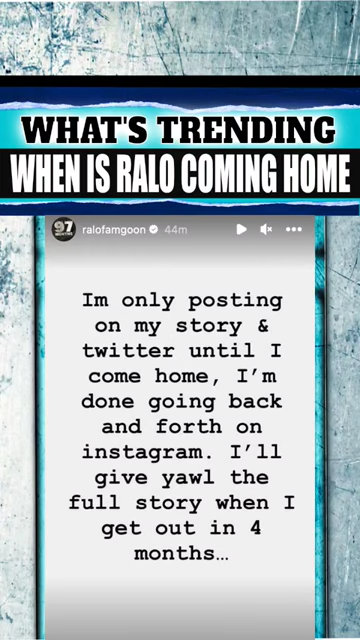 WHAT'S TRENDING
WHEN IS RALO COMING HOME
97
ralofamgoon 44m
Im only posting
on my story &
twitter until I
come home, I'm
done going back
and forth on
instagram. I'll
give yawl the
full story when I
get out in 4
months…